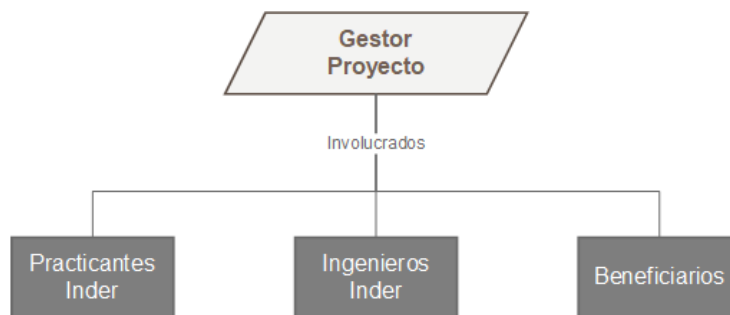 Gestor
Proyecto
Involucrados
Practicantes
Inder
Ingenieros
Inder
Beneficiarios